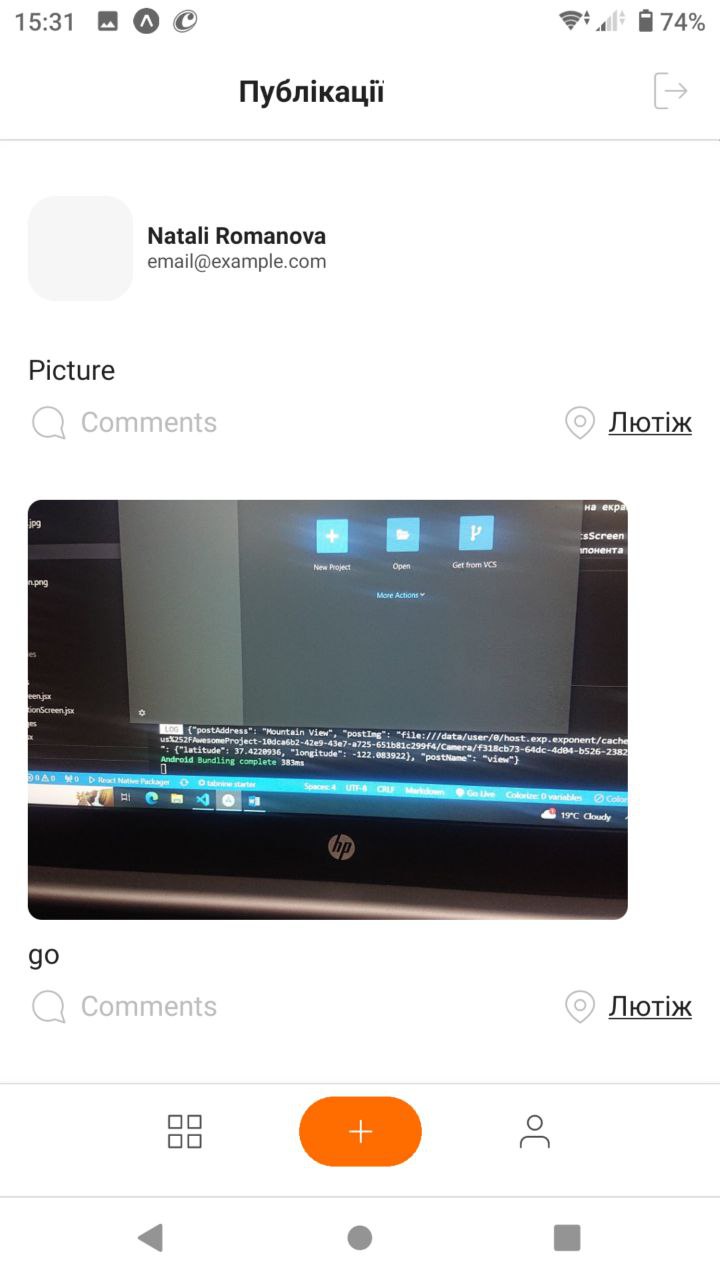 15:31 74%
Публікації
Natali Romanova
email@example.com
Picture
Comments Лютіж
на екра
.jpg
sScreen
понента
New Project Open Get from VCS
n.png
More Actions
een.jsx
tionScreen.jsx
LOG {"postAddress": "Mountain View", "postImg": "file:///data/user/0/host.exp.exponent/cache
us%252FAwesomeProject-10dca6b2-42e9-43e7-a725-651b81c299f4/Camera/f318cb73-64dc-4d04-b526-2382
": {"latitude": 37.4220936, "longitude": -122.083922}, "postName": "view"}
Android Bundling complete 383ms
0 0 0 React Native Packager tabnine starter Spaces: 4 UTF-8 CRLF Markdown Go Live Colorize: 0 variables Color
19°C Cloudy
hp
go
Comments Лютіж